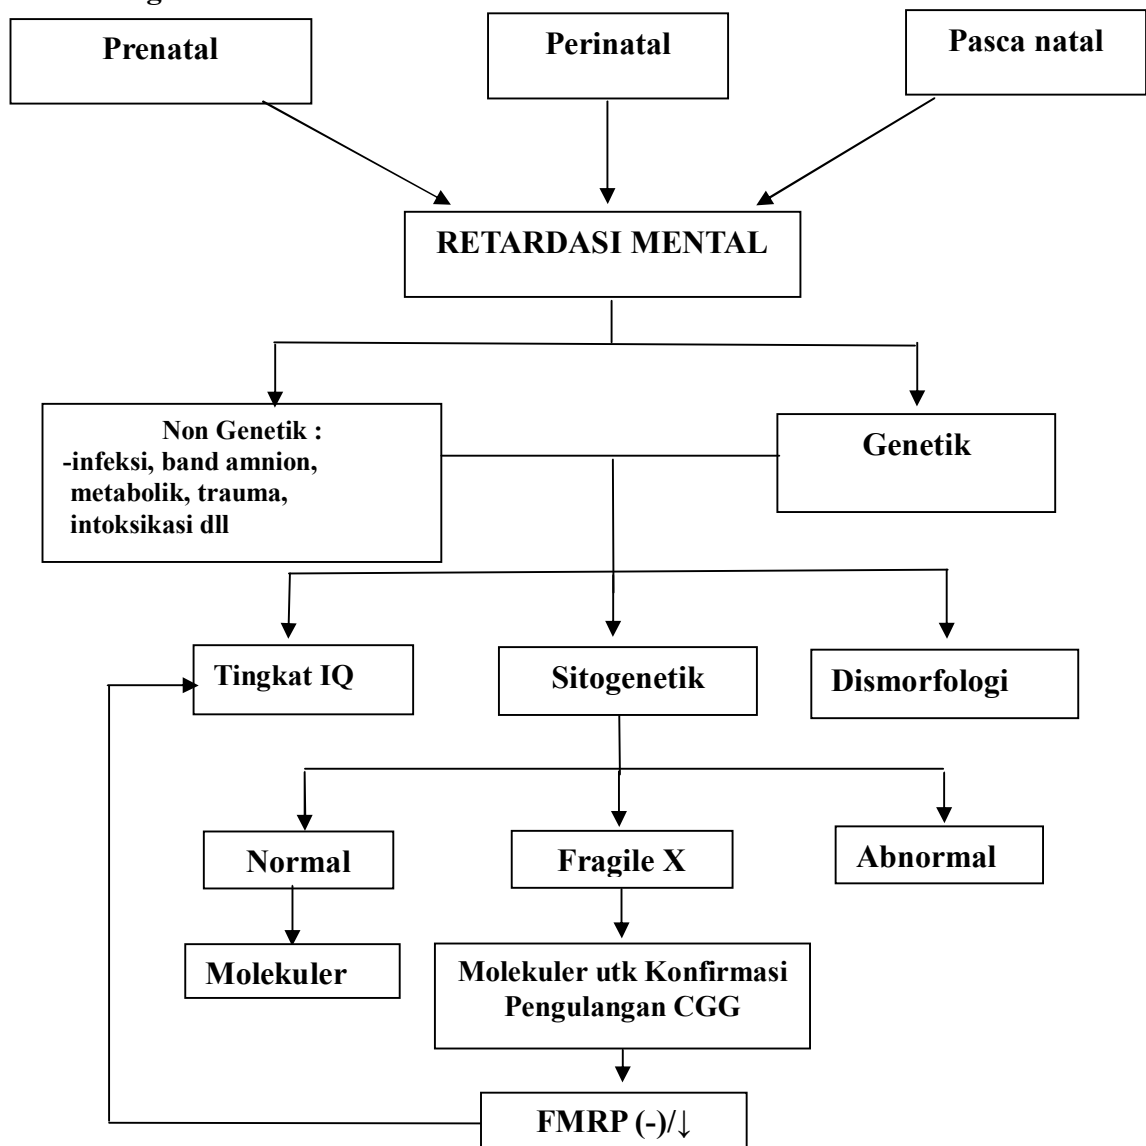 Prenatal
Perinatal
Pasca natal
RETARDASI MENTAL
Non Genetik :
-infeksi, band amnion,
metabolik, trauma,
intoksikasi dll
Genetik
Tingkat IQ
Sitogenetik
Dismorfologi
Normal
Fragile X
Abnormal
Molekuler
Molekuler utk Konfirmasi
Pengulangan CGG
FMRP (-)/↓